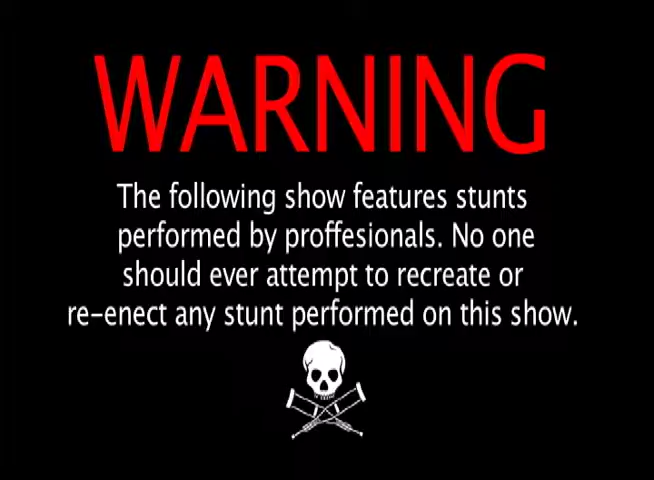 WARNING
The following show features stunts
performed by proffesionals. No one
should ever attempt to recreate or
re-enect any stunt performed on this show.